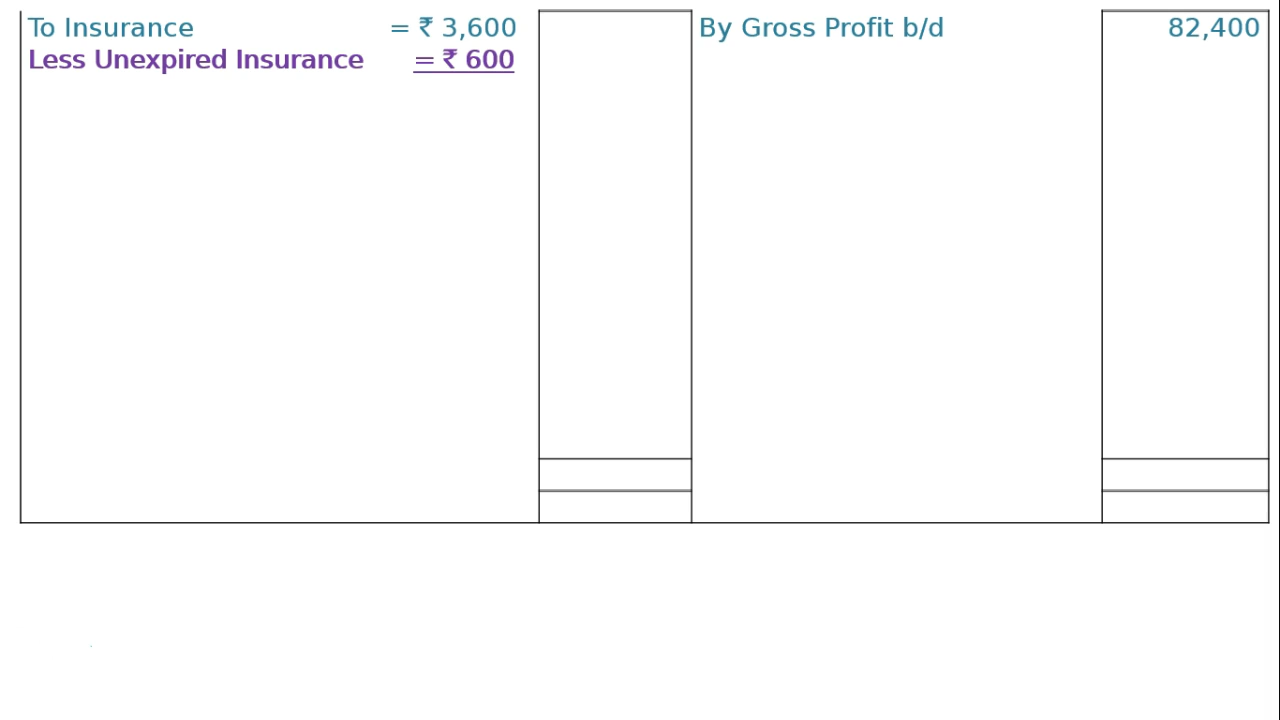 To Insurance = ₹ 3,600 By Gross Profit b/d 82,400
Less Unexpired Insurance = ₹ 600